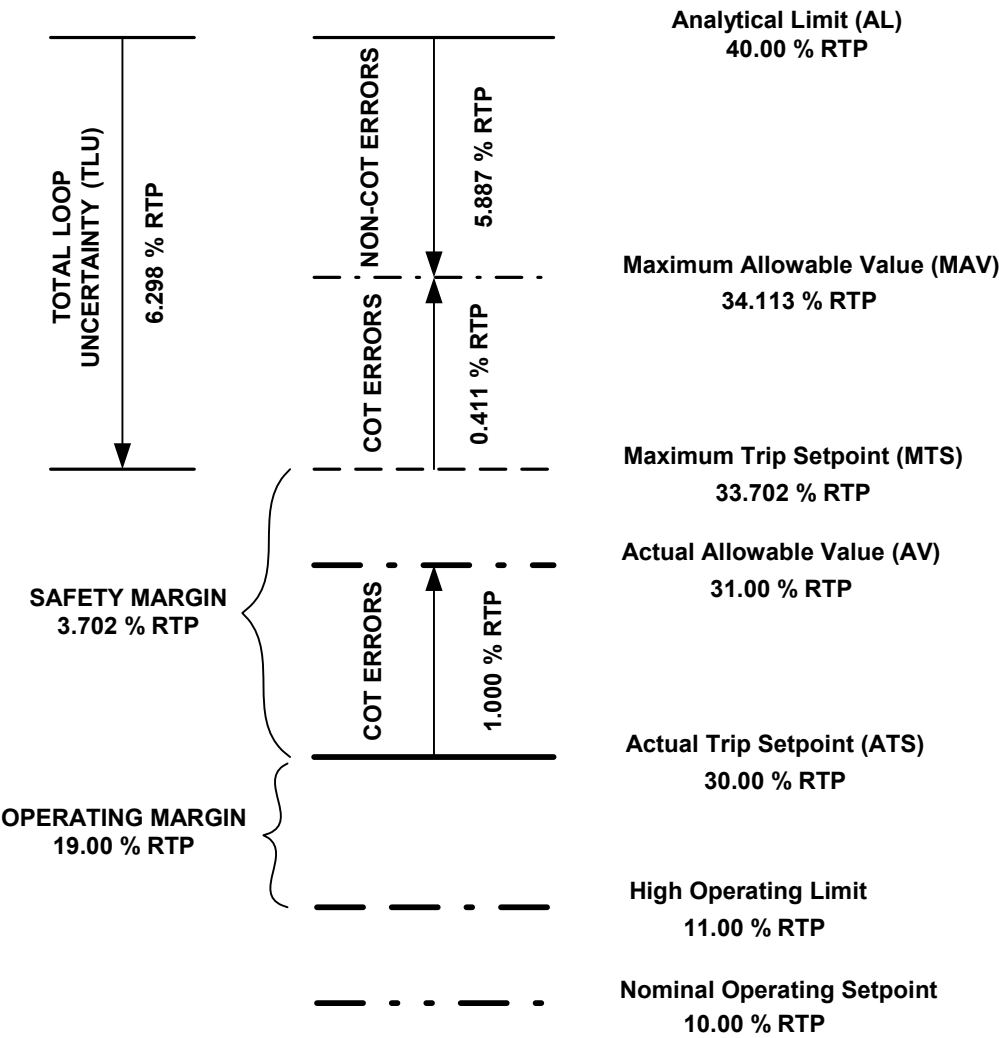 Analytical Limit (AL)
40.00 % RTP
TOTAL LOOP
UNCERTAINTY (TLU)
6.298 % RTP
NON-COT ERRORS
5.887 % RTP
Maximum Allowable Value (MAV)
34.113 % RTP
COT ERRORS
0.411 % RTP
Maximum Trip Setpoint (MTS)
33.702 % RTP
Actual Allowable Value (AV)
31.00 % RTP
SAFETY MARGIN
3.702 % RTP
COT ERRORS
1.000 % RTP
Actual Trip Setpoint (ATS)
30.00 % RTP
OPERATING MARGIN
19.00 % RTP
High Operating Limit
11.00 % RTP
Nominal Operating Setpoint
10.00 % RTP